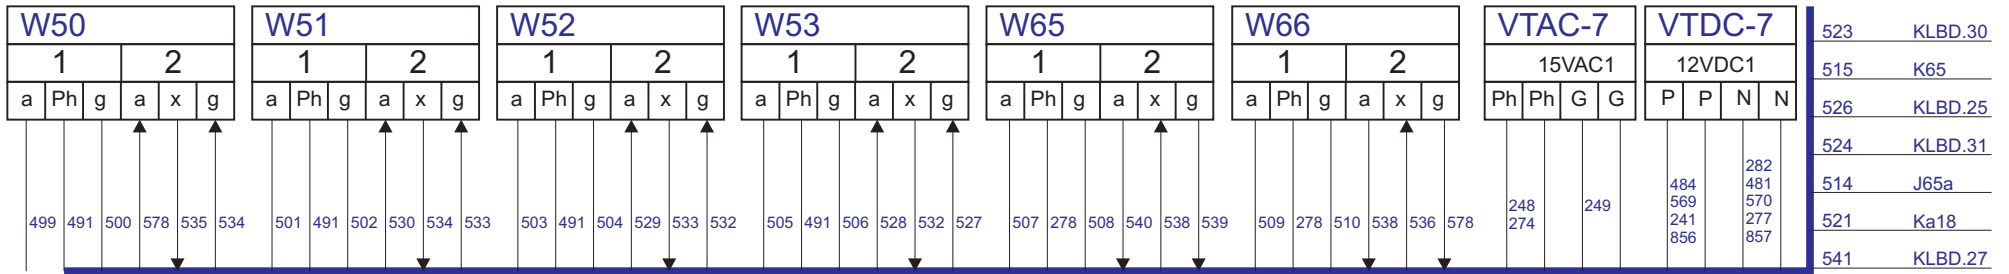 W50 W51 W52 W53 W65 W66 VTAC-7 VTDC-7
1 2 1 2 1 2 1 2 1 2 1 2 15VAC1 12VDC1
a Ph g a x g a Ph g a x g a Ph g a x g a Ph g a x g a Ph g a x g a Ph g a x g Ph Ph G G P P N N
499 491 500 578 535 534 501 491 502 530 534 533 503 491 504 529 533 532 505 491 506 528 532 527 507 278 508 540 538 539 509 278 510 538 536 578
248
274
249
484
569
241
856
282
481
570
277
857
523 KLBD.30
515 K65
526 KLBD.25
524 KLBD.31
514 J65a
521 Ka18
541 KLBD.27